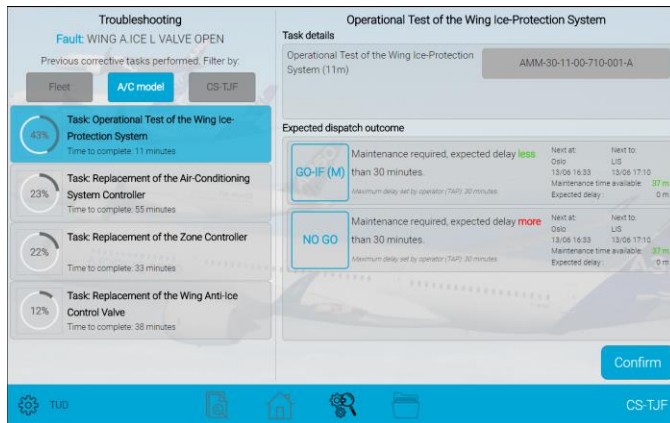 Troubleshooting
Fault: WING A.ICE L VALVE OPEN
Previous corrective tasks performed. Filter by:
Fleet
A/C model
CS-TJF
43%
Task: Operational Test of the Wing Ice-
Protection System
Time to complete: 11 minutes
23%
Task: Replacement of the Air-Conditioning
System Controller
Time to complete: 55 minutes
22%
Task: Replacement of the Zone Controller
Time to complete: 33 minutes
12%
Task: Replacement of the Wing Anti-Ice
Control Valve
Time to complete: 38 minutes
Operational Test of the Wing Ice-Protection System
Task details
Operational Test of the Wing Ice-Protection
System (11m)
AMM-30-11-00-710-001-A
Expected dispatch outcome
GO-IF (M)
Maintenance required, expected delay less
than 30 minutes.
Maximum delay set by operator (TAP): 30 minutes
Next at: Next to:
Oslo LIS
13/06 16:33 13/06 17:10
Maintenance time available: 37 m
Expected delay : 0 m
NO GO
Maintenance required, expected delay more
than 30 minutes.
Maximum delay set by operator (TAP): 30 minutes
Next at: Next to:
Oslo LIS
13/06 16:33 13/06 17:10
Maintenance time available: 37 m
Expected delay : 0 m
Confirm
TUD
CS-TJF